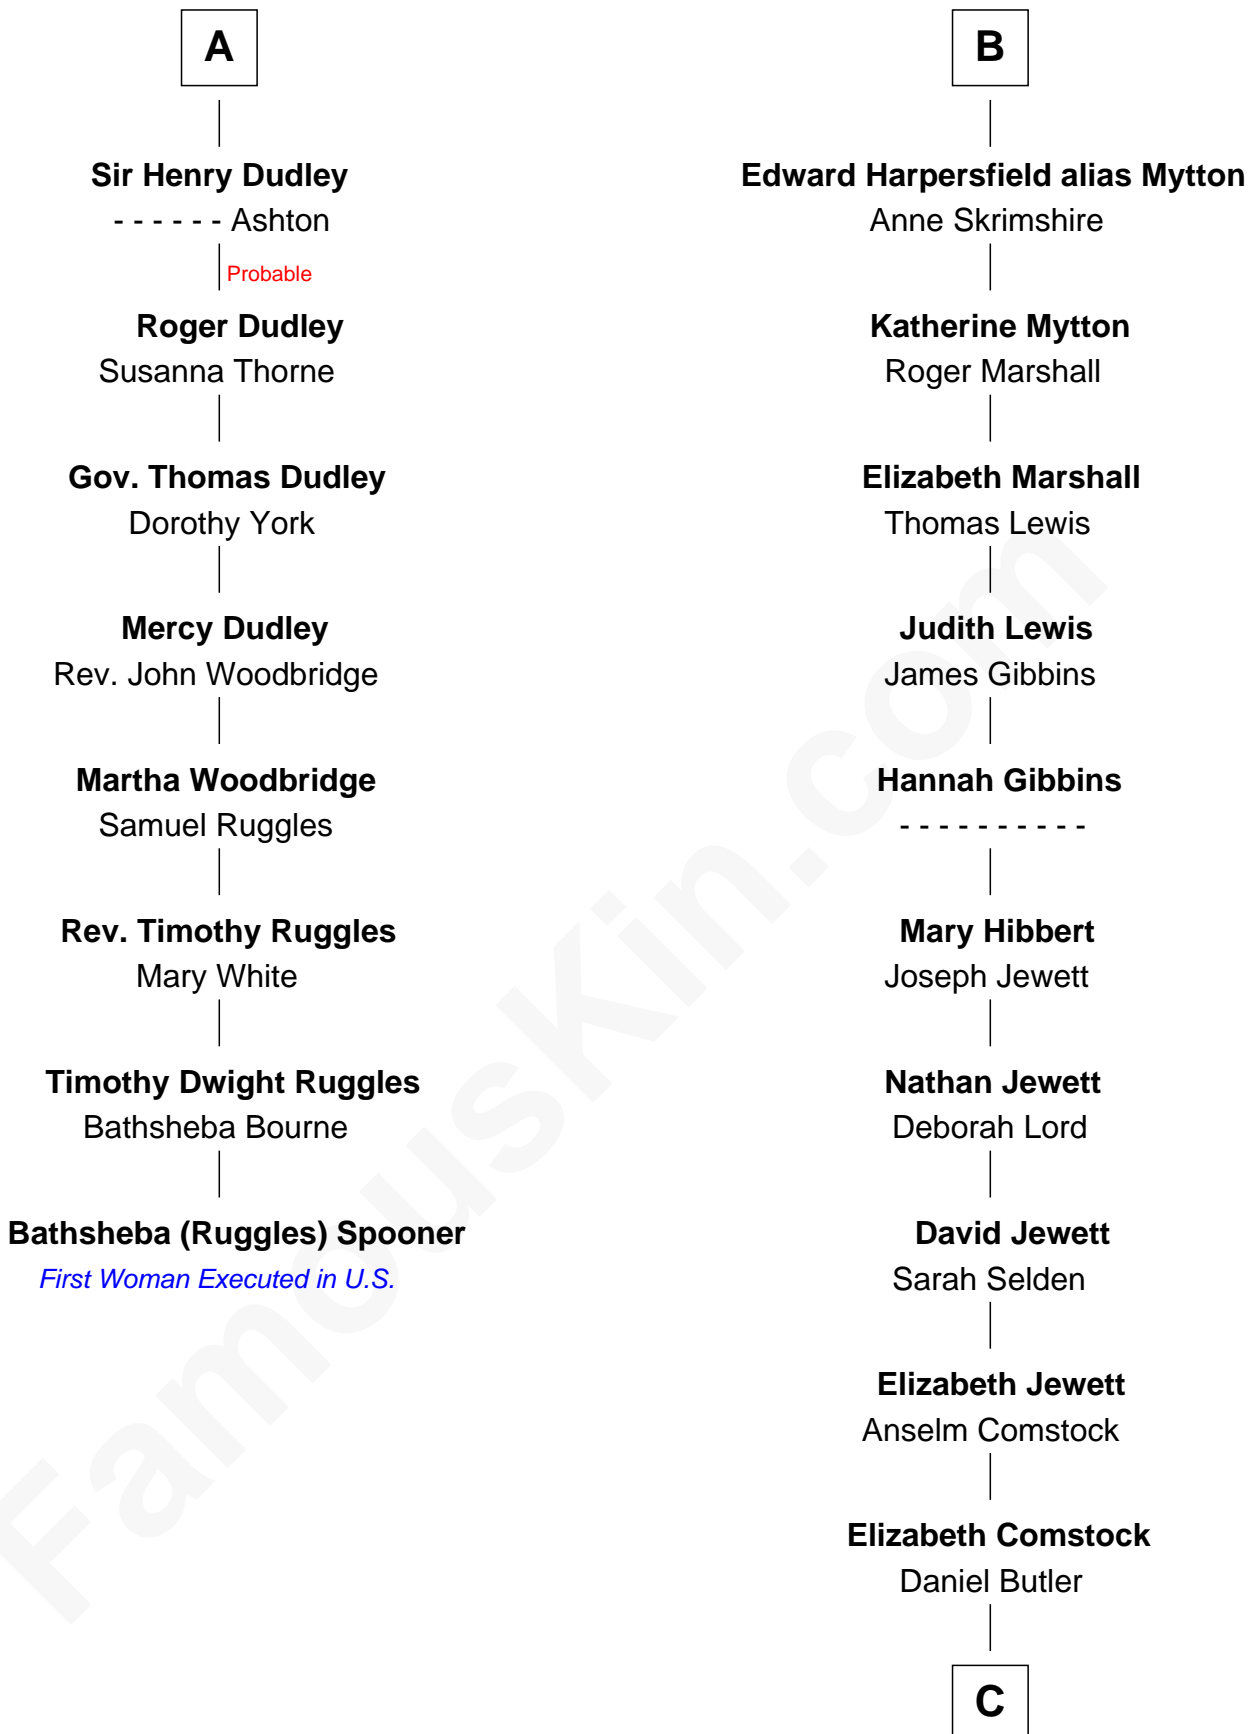 A
Sir Henry Dudley
- - - - - - Ashton
Probable
Roger Dudley
Susanna Thorne
Gov. Thomas Dudley
Dorothy York
Mercy Dudley
Rev. John Woodbridge
Martha Woodbridge
Samuel Ruggles
Rev. Timothy Ruggles
Mary White
Timothy Dwight Ruggles
Bathsheba Bourne
Bathsheba (Ruggles) Spooner
First Woman Executed in U.S.
B
Edward Harpersfield alias Mytton
Anne Skrimshire
Katherine Mytton
Roger Marshall
Elizabeth Marshall
Thomas Lewis
Judith Lewis
James Gibbins
Hannah Gibbins
- - - - - - - - - -
Mary Hibbert
Joseph Jewett
Nathan Jewett
Deborah Lord
David Jewett
Sarah Selden
Elizabeth Jewett
Anselm Comstock
Elizabeth Comstock
Daniel Butler
C
FamousKin.com